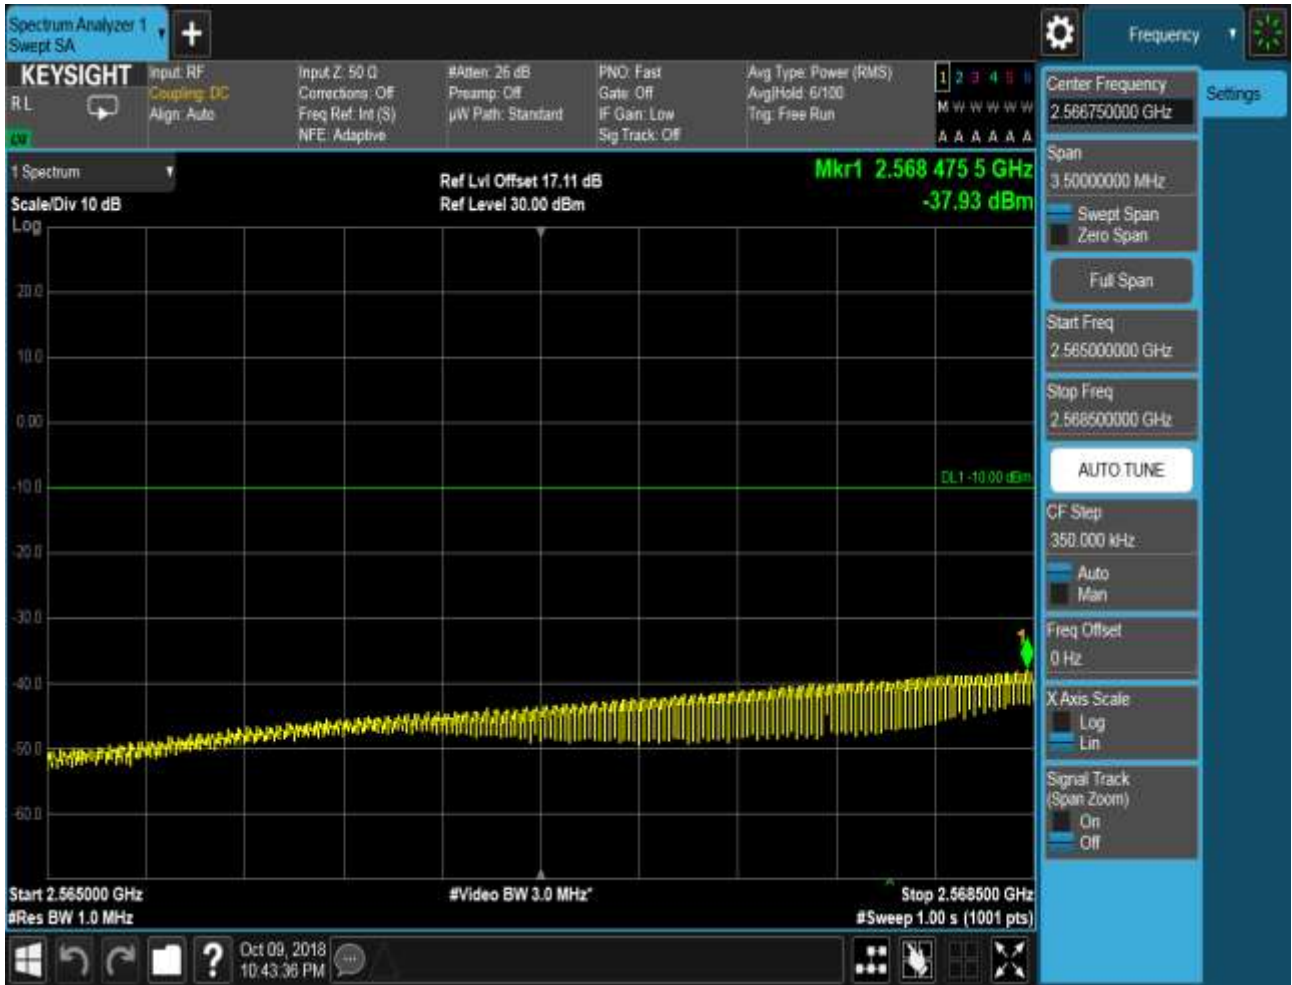 Spectrum Analyzer 1
Swept SA
+
Frequency
KEYSIGHT
RL
LXI
Input: RF
Coupling: DC
Align: Auto
Input Z: 50 Ω
Corrections: Off
Freq Ref: Int (S)
NFE: Adaptive
#Atten: 26 dB
Preamp: Off
µW Path: Standard
PNO: Fast
Gate: Off
IF Gain: Low
Sig Track: Off
Avg Type: Power (RMS)
Avg|Hold: 6/100
Trig: Free Run
1 2 3 4 5 6
M W W W W W
A A A A A A
1 Spectrum
Scale/Div 10 dB
Log
Ref Lvl Offset 17.11 dB
Ref Level 30.00 dBm
Mkr1 2.568 475 5 GHz
-37.93 dBm
20.0
10.0
0.00
-10.0
-20.0
-30.0
-40.0
-50.0
-60.0
DL1 -10.00 dBm
1
Start 2.565000 GHz
#Res BW 1.0 MHz
#Video BW 3.0 MHz*
Stop 2.568500 GHz
#Sweep 1.00 s (1001 pts)
Center Frequency
2.566750000 GHz
Settings
Span
3.50000000 MHz
Swept Span
Zero Span
Full Span
Start Freq
2.565000000 GHz
Stop Freq
2.568500000 GHz
AUTO TUNE
CF Step
350.000 kHz
Auto
Man
Freq Offset
0 Hz
X Axis Scale
Log
Lin
Signal Track
(Span Zoom)
On
Off
?
Oct 09, 2018
10:43:36 PM